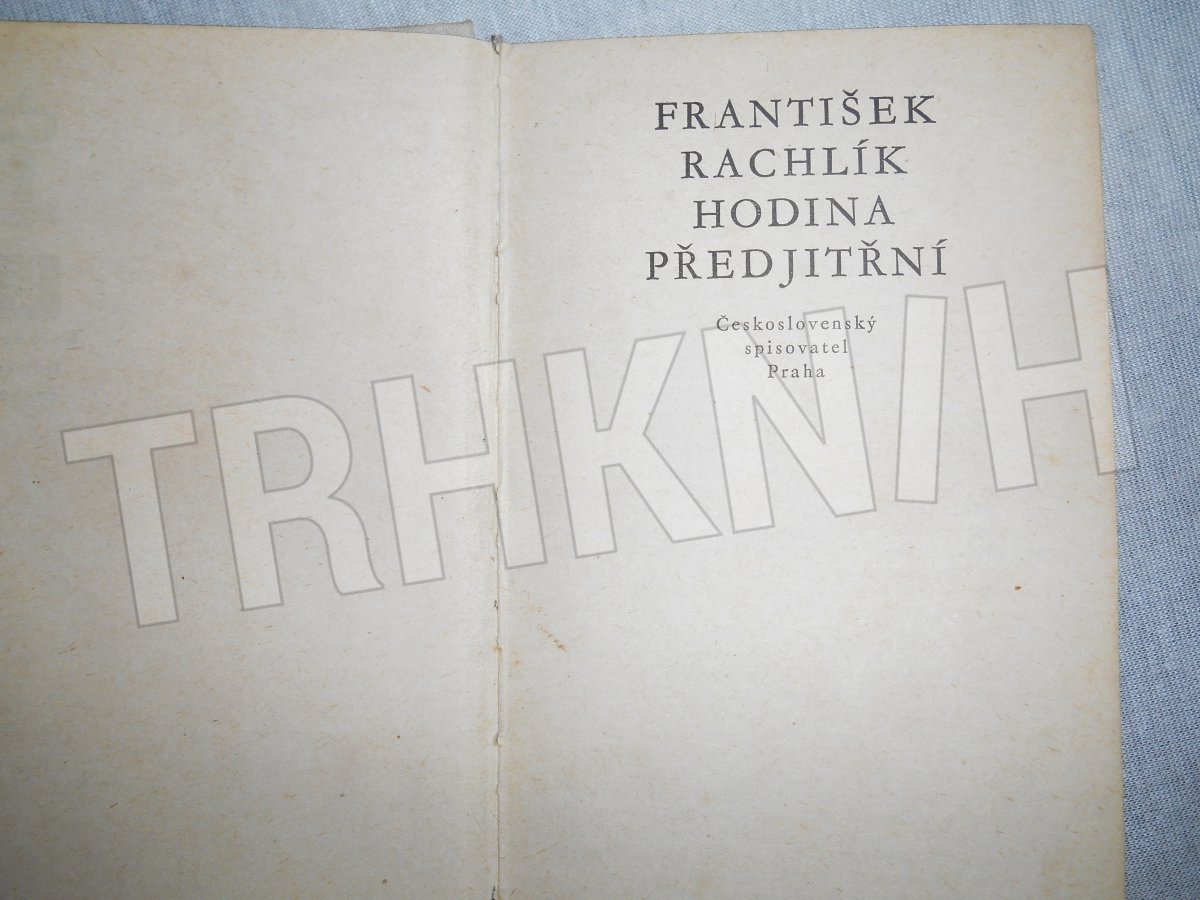 FRANTIŠEK
RACHLÍK
HODINA
PŘEDJITŘNÍ
Československý
spisovatel
Praha
TRHKNIH